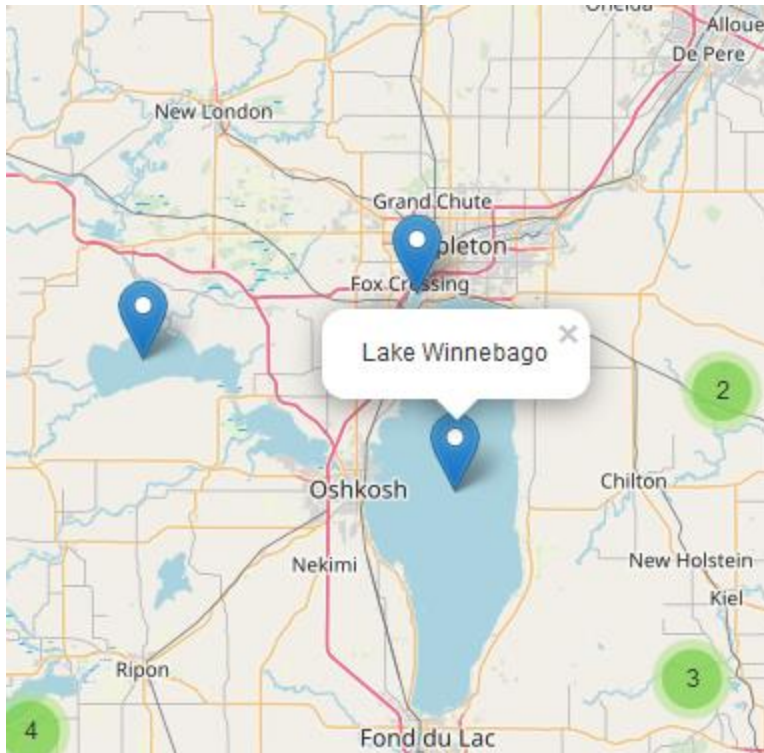 Oneida
Alloue
De Pere
New London
Grand Chute
pleton
Fox Crossing
Lake Winnebago
×
2
Oshkosh
Chilton
Nekimi
New Holstein
Kiel
Ripon
3
4
Fond du Lac